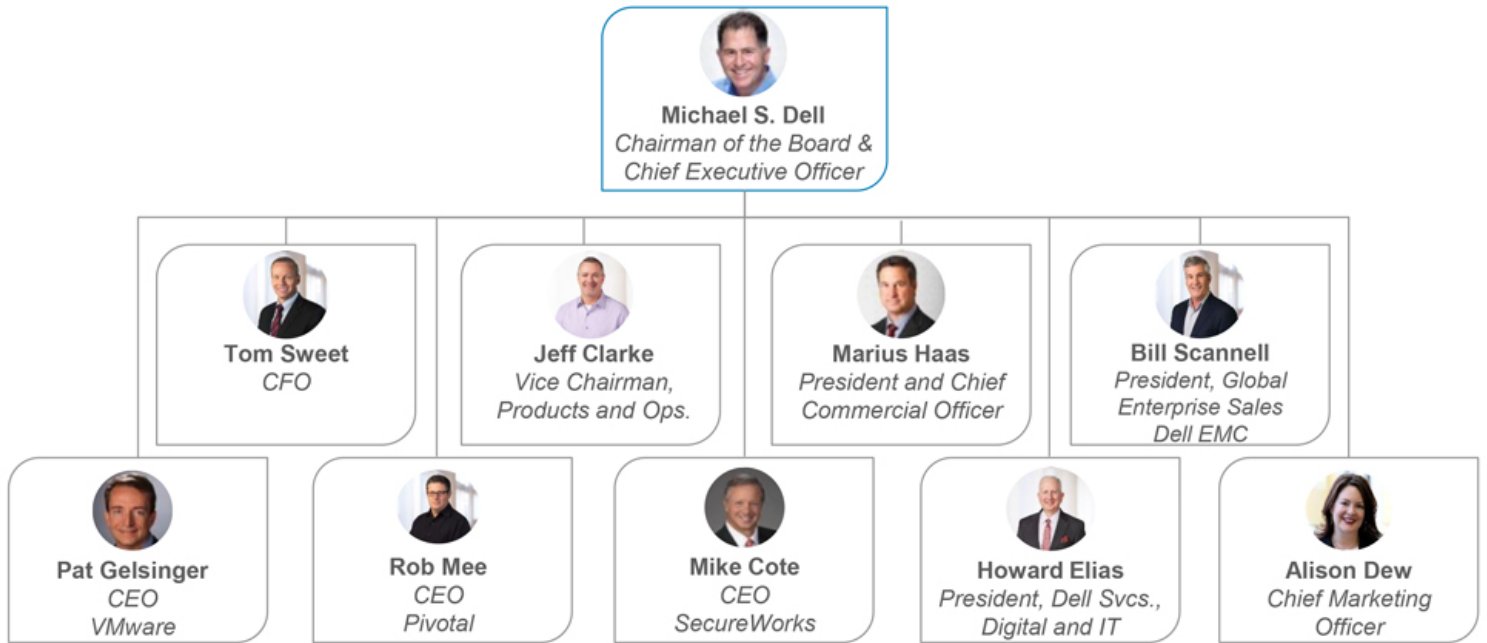 Michael S. Dell
Chairman of the Board &
Chief Executive Officer
Tom Sweet
CFO
Jeff Clarke
Vice Chairman,
Products and Ops.
Marius Haas
President and Chief
Commercial Officer
Bill Scannell
President, Global
Enterprise Sales
Dell EMC
Pat Gelsinger
CEO
VMware
Rob Mee
CEO
Pivotal
Mike Cote
CEO
SecureWorks
Howard Elias
President, Dell Svcs.,
Digital and IT
Alison Dew
Chief Marketing
Officer